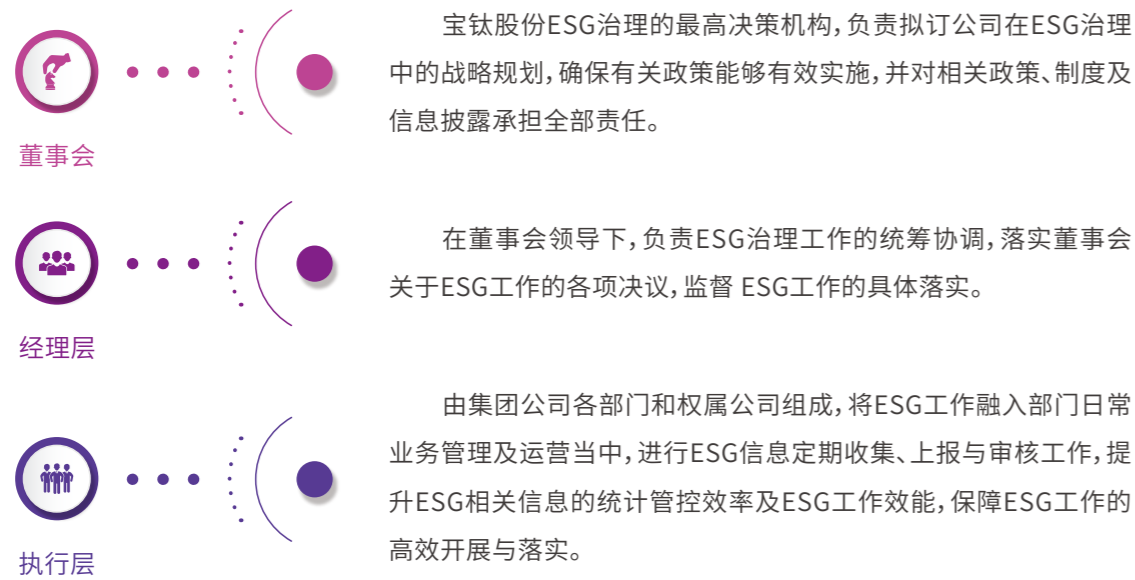 宝钛股份ESG治理的最高决策机构，负责拟订公司在ESG治理
中的战略规划，确保有关政策能够有效实施，并对相关政策、制度及
信息披露承担全部责任。
董事会
在董事会领导下，负责ESG治理工作的统筹协调，落实董事会
关于ESG工作的各项决议，监督 ESG工作的具体落实。
经理层
由集团公司各部门和权属公司组成，将ESG工作融入部门日常
业务管理及运营当中，进行ESG信息定期收集、上报与审核工作，提
升ESG相关信息的统计管控效率及ESG工作效能，保障ESG工作的
高效开展与落实。
执行层